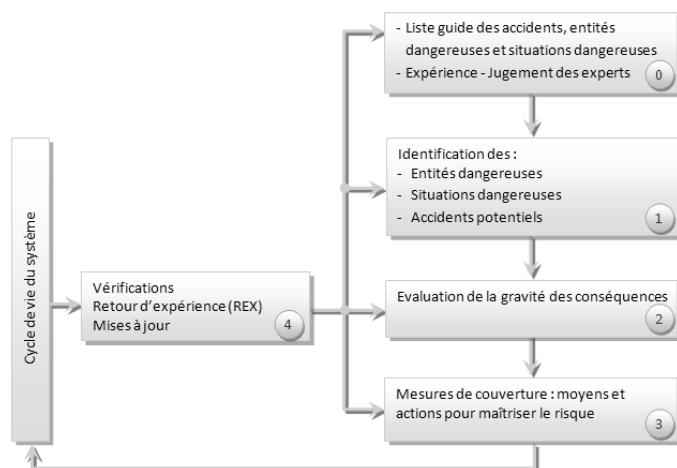 - Liste guide des accidents, entités
dangereuses et situations dangereuses
- Expérience - Jugement des experts
0
Identification des :
- Entités dangereuses
- Situations dangereuses
- Accidents potentiels
1
Cycle de vie du système
Vérifications
Retour d'expérience (REX)
Mises à jour
4
Evaluation de la gravité des conséquences
2
Mesures de couverture : moyens et
actions pour maîtriser le risque
3